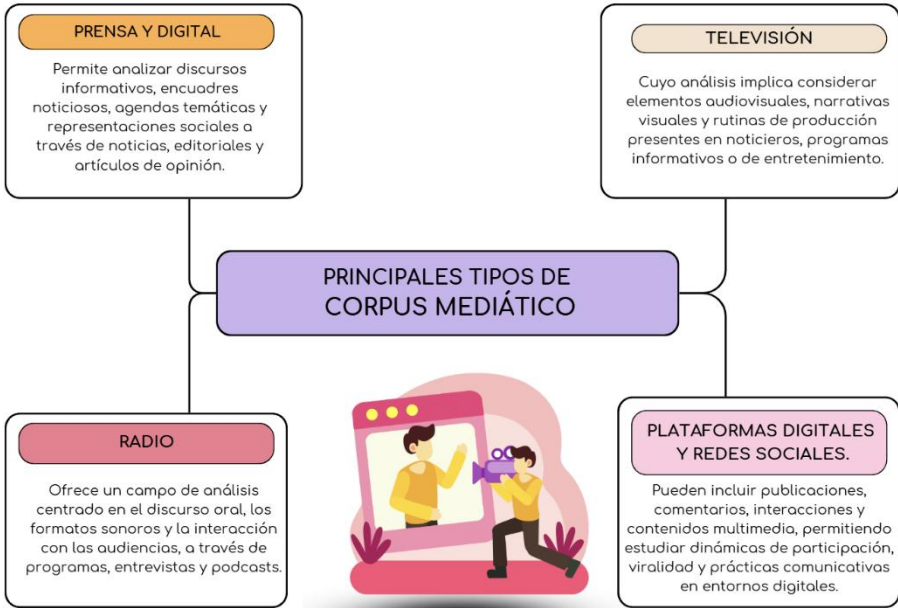 PRENSA Y DIGITAL
Permite analizar discursos
informativos, encuadres
noticiosos, agendas temáticas y
representaciones sociales a
través de noticias, editoriales y
artículos de opinión.
TELEVISIÓN
Cuyo análisis implica considerar
elementos audiovisuales, narrativas
visuales y rutinas de producción
presentes en noticieros, programas
informativos o de entretenimiento.
PRINCIPALES TIPOS DE
CORPUS MEDIÁTICO
RADIO
Ofrece un campo de análisis
centrado en el discurso oral, los
formatos sonoros y la interacción
con las audiencias, a través de
programas, entrevistas y podcasts.
PLATAFORMAS DIGITALES
Y REDES SOCIALES.
Pueden incluir publicaciones,
comentarios, interacciones y
contenidos multimedia, permitiendo
estudiar dinámicas de participación,
viralidad y prácticas comunicativas
en entornos digitales.